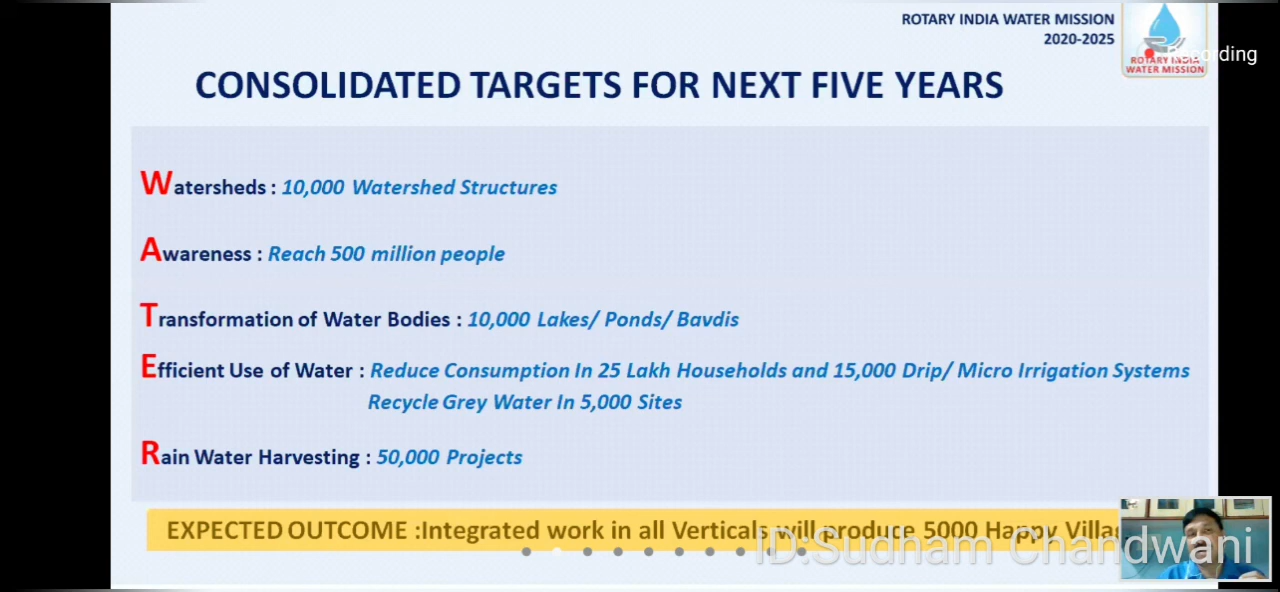 ROTARY INDIA WATER MISSION
2020-2025
Recording
ROTARY INDIA
WATER MISSION
CONSOLIDATED TARGETS FOR NEXT FIVE YEARS
Watersheds : 10,000 Watershed Structures
Awareness : Reach 500 million people
Transformation of Water Bodies : 10,000 Lakes/ Ponds/ Bavdis
Efficient Use of Water : Reduce Consumption In 25 Lakh Households and 15,000 Drip/ Micro Irrigation Systems
Recycle Grey Water In 5,000 Sites
Rain Water Harvesting : 50,000 Projects
EXPECTED OUTCOME :Integrated work in all Verticals will produce 5000 Happy
ID:Sudham Chandwani